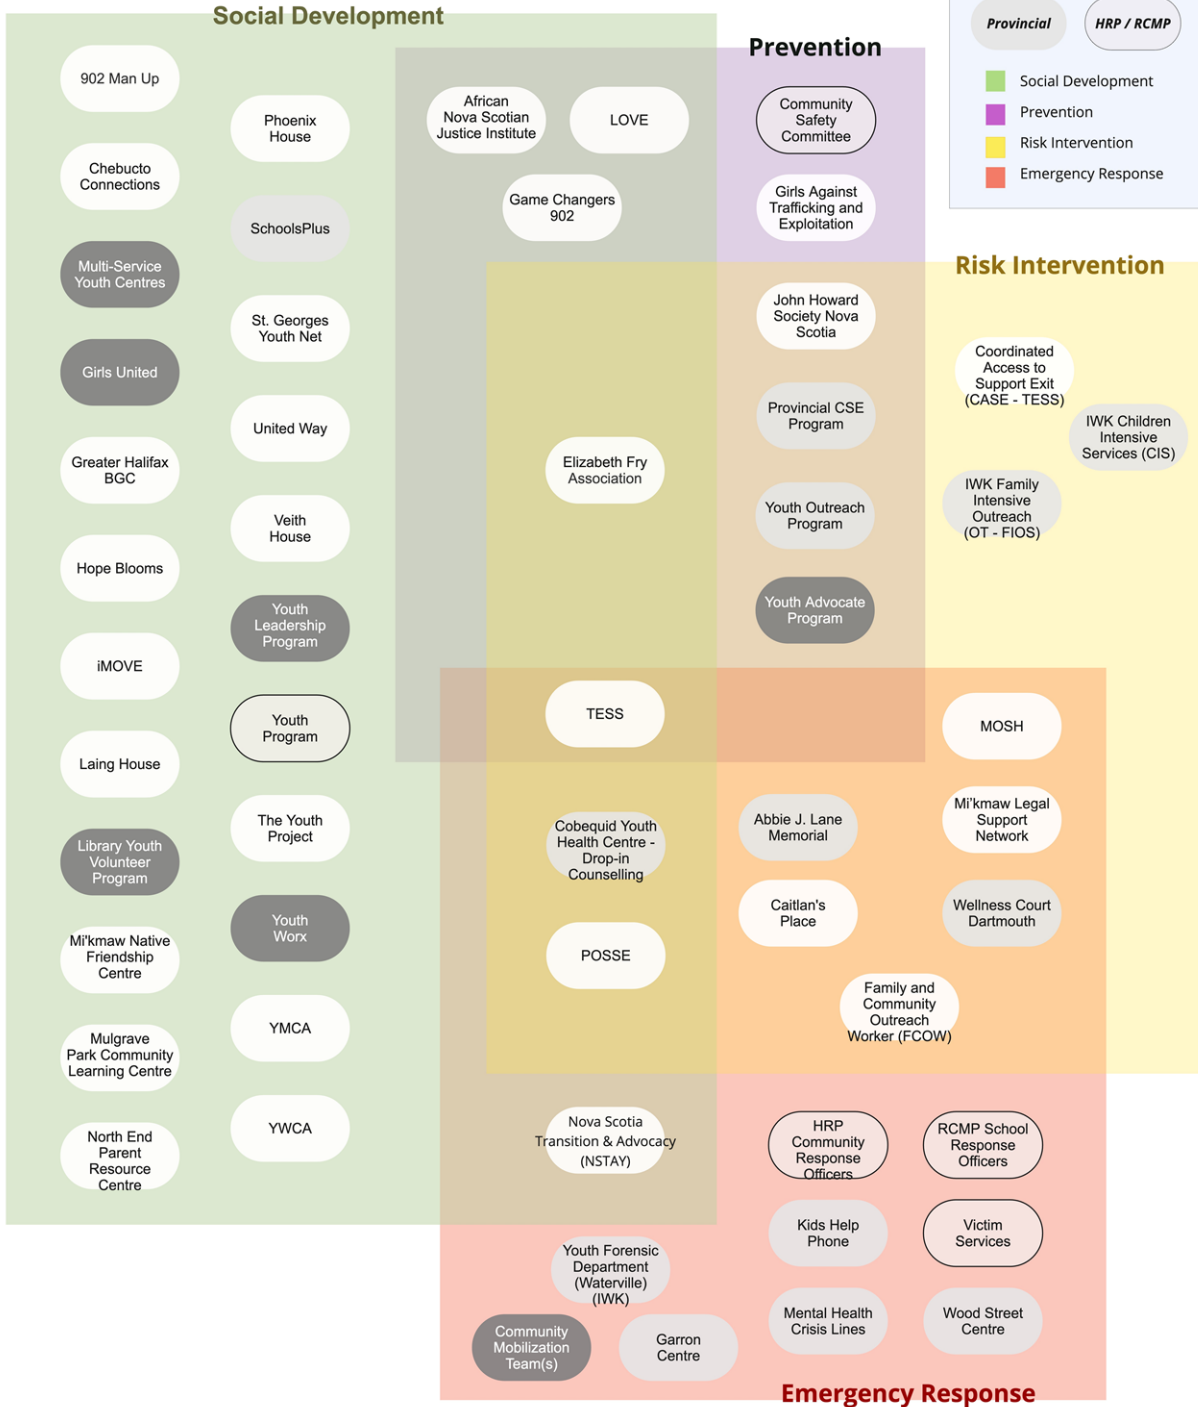 Social Development
Provincial
HRP / RCMP
Social Development
Prevention
Risk Intervention
Emergency Response
Prevention
902 Man Up
Chebucto
Connections
Multi-Service
Youth Centres
Girls United
Greater Halifax
BGC
Hope Blooms
iMOVE
Laing House
Library Youth
Volunteer
Program
Mi'kmaw Native
Friendship
Centre
Mulgrave
Park Community
Learning Centre
North End
Parent
Resource
Centre
Phoenix
House
SchoolsPlus
St. Georges
Youth Net
United Way
Veith
House
Youth
Leadership
Program
Youth
Program
The Youth
Project
Youth
Worx
YMCA
YWCA
African
Nova Scotian
Justice Institute
LOVE
Game Changers
902
Community
Safety
Committee
Girls Against
Trafficking and
Exploitation
Risk Intervention
John Howard
Society Nova
Scotia
Provincial CSE
Program
Youth Outreach
Program
Youth Advocate
Program
Elizabeth Fry
Association
Coordinated
Access to
Support Exit
(CASE - TESS)
IWK Children
Intensive
Services (CIS)
IWK Family
Intensive
Outreach
(OT - FIOS)
TESS
MOSH
Cobequid Youth
Health Centre -
Drop-in
Counselling
Abbie J. Lane
Memorial
Mi'kmaw Legal
Support
Network
Caitlan's
Place
Wellness Court
Dartmouth
POSSE
Family and
Community
Outreach
Worker (FCOW)
Nova Scotia
Transition & Advocacy
(NSTAY)
HRP
Community
Response
Officers
RCMP School
Response
Officers
Kids Help
Phone
Victim
Services
Youth Forensic
Department
(Waterville)
(IWK)
Community
Mobilization
Team(s)
Garron
Centre
Mental Health
Crisis Lines
Wood Street
Centre
Emergency Response